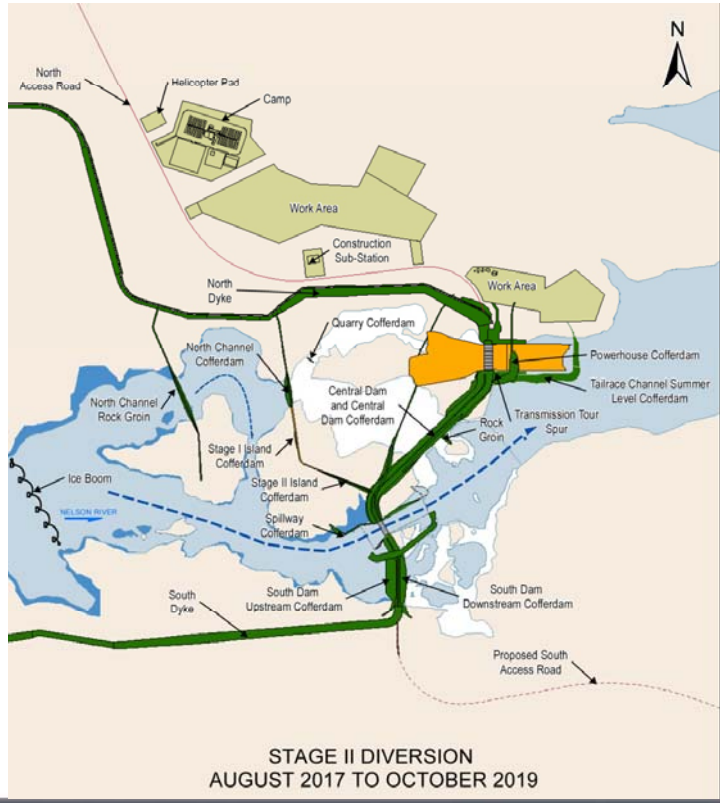 N
North
Access Road
Helicopter Pad
Camp
Work Area
Construction
Sub-Station
North
Dyke
Work Area
Quarry Cofferdam
North Channel
Cofferdam
Powerhouse Cofferdam
North Channel
Rock Groin
Central Dam
and Central
Dam Cofferdam
Tailrace Channel Summer
Level Cofferdam
Rock
Groin
Transmission Tour
Spur
Stage I Island
Cofferdam
Ice Boom
Stage II Island
Cofferdam
NELSON RIVER
Spillway
Cofferdam
South
Dyke
South Dam
Upstream Cofferdam
South Dam
Downstream Cofferdam
Proposed South
Access Road
STAGE II DIVERSION
AUGUST 2017 TO OCTOBER 2019